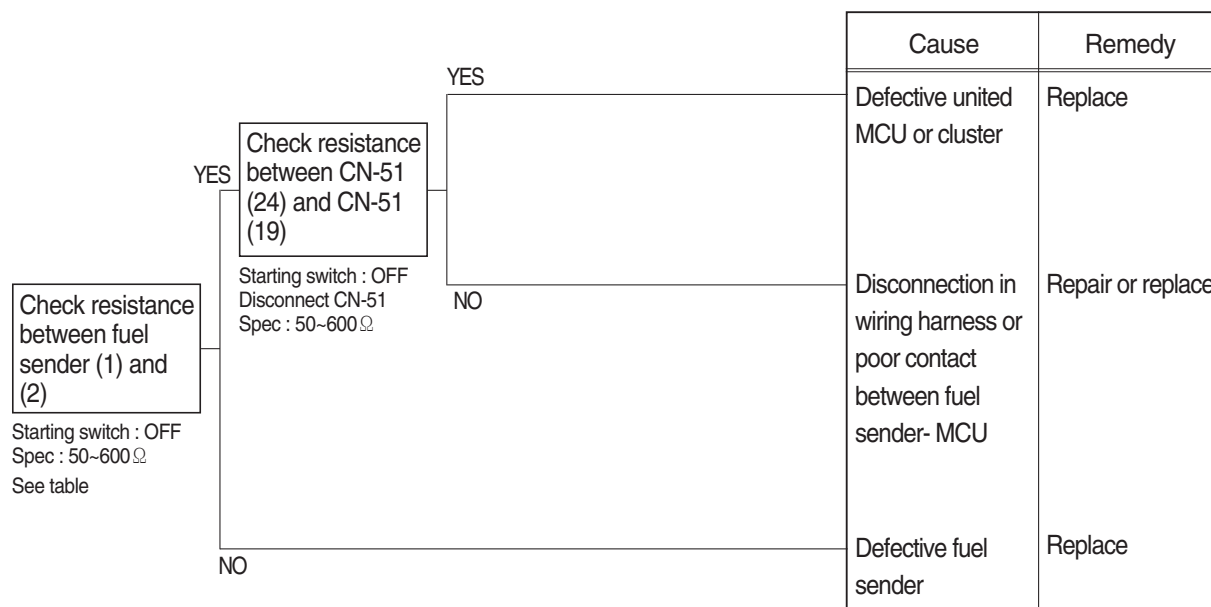 Cause
Remedy
YES
Defective united
MCU or cluster
Replace
YES
Check resistance
between CN-51
(24) and CN-51
(19)
Starting switch : OFF
Disconnect CN-51
Spec : 50~600Ω
NO
Disconnection in
wiring harness or
poor contact
between fuel
sender- MCU
Repair or replace
Check resistance
between fuel
sender (1) and
(2)
Starting switch : OFF
Spec : 50~600Ω
See table
NO
Defective fuel
sender
Replace